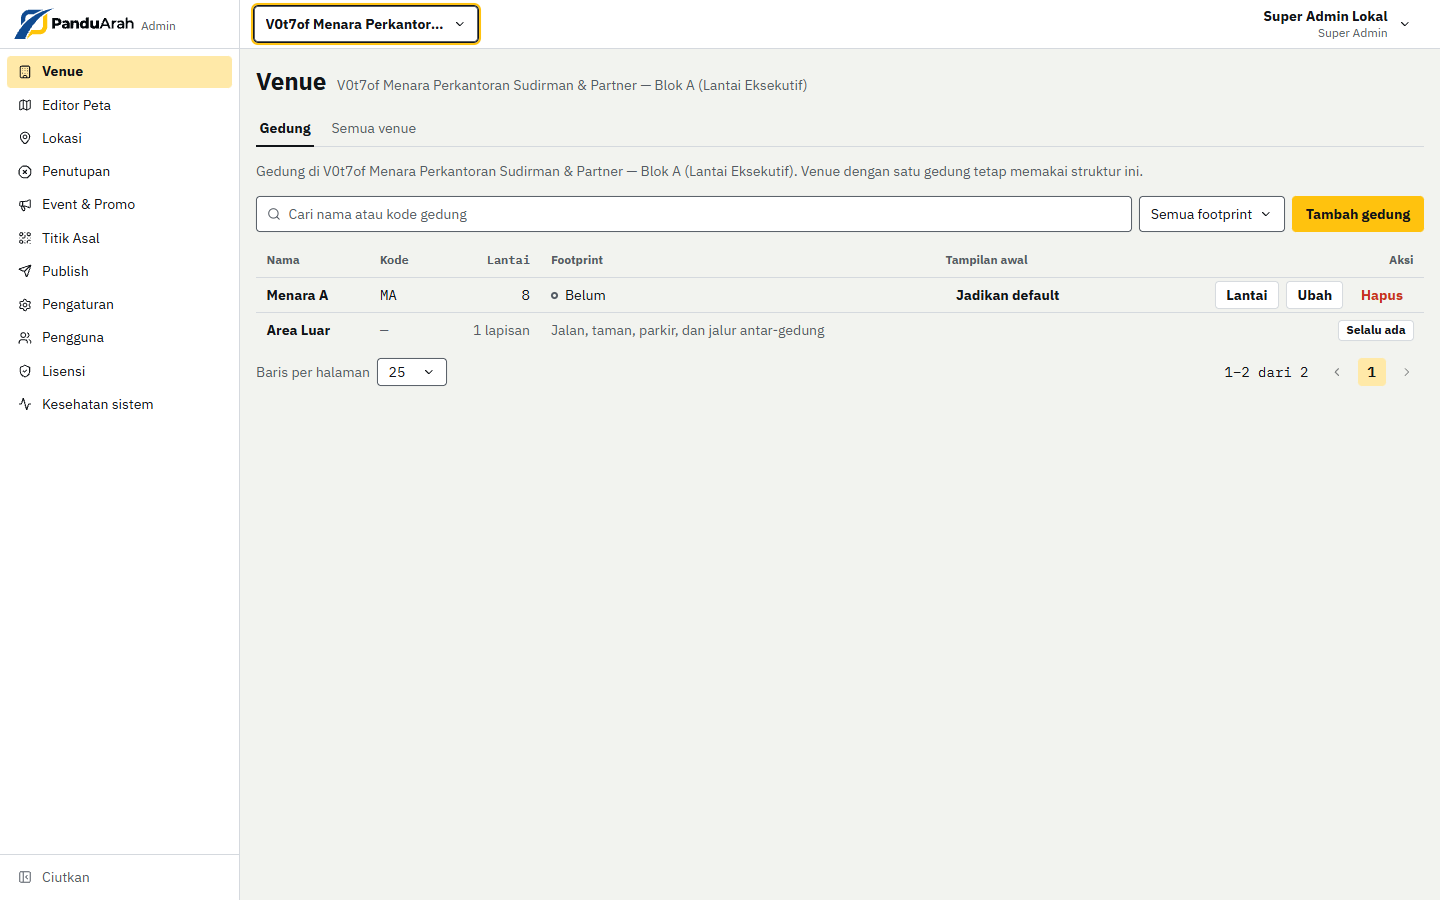 PanduArah Admin
V0t7of Menara Perkantor...
Super Admin Lokal
Super Admin
Venue
Editor Peta
Lokasi
Penutupan
Event & Promo
Titik Asal
Publish
Pengaturan
Pengguna
Lisensi
Kesehatan sistem
Ciutkan
Venue V0t7of Menara Perkantoran Sudirman & Partner — Blok A (Lantai Eksekutif)
Gedung Semua venue
Gedung di V0t7of Menara Perkantoran Sudirman & Partner — Blok A (Lantai Eksekutif). Venue dengan satu gedung tetap memakai struktur ini.
Cari nama atau kode gedung Semua footprint Tambah gedung
Nama Kode Lantai Footprint Tampilan awal Aksi
Menara A MA 8 Belum Jadikan default Lantai Ubah Hapus
Area Luar — 1 lapisan Jalan, taman, parkir, dan jalur antar-gedung Selalu ada
Baris per halaman 25 1–2 dari 2 1